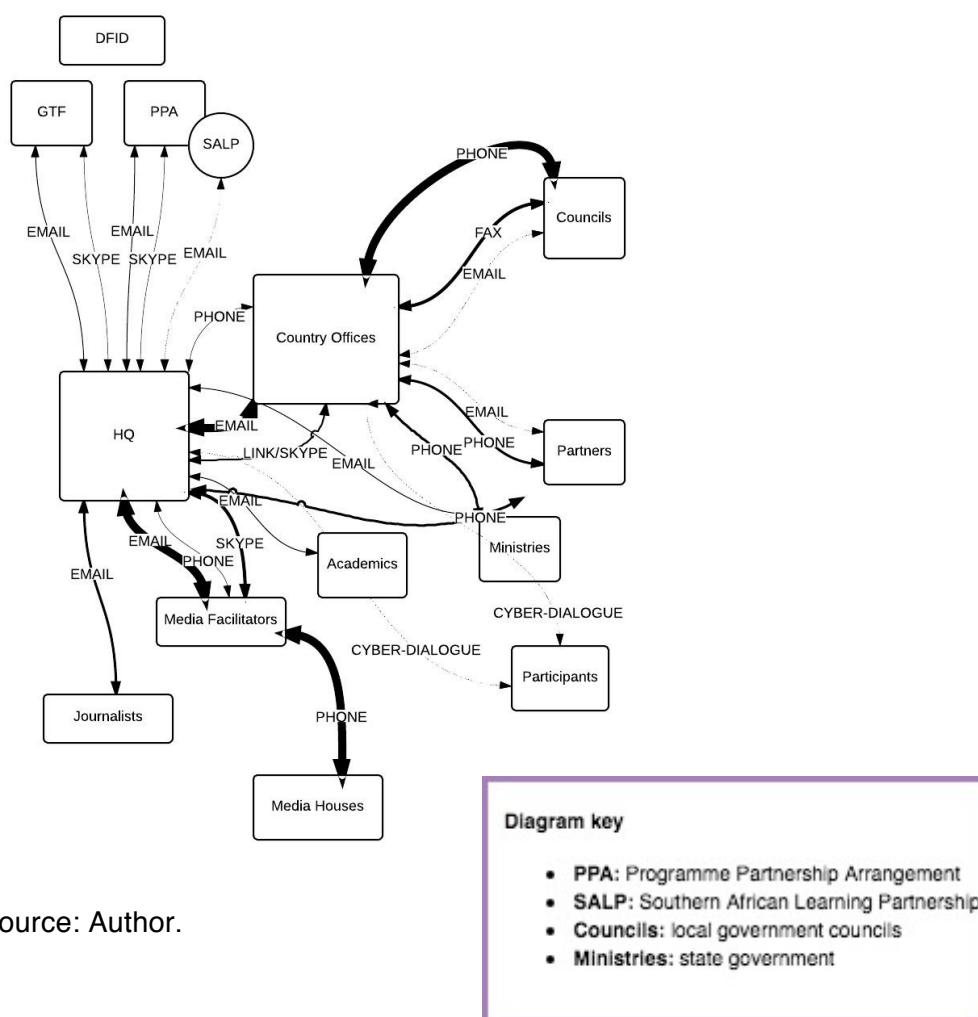 DFID
GTF
PPA
SALP
PHONE
Councils
EMAIL
EMAIL
FAX
SKYPE
SKYPE
EMAIL
EMAIL
PHONE
Country Offices
EMAIL
HQ
EMAIL
LINK/SKYPE
EMAIL
PHONE
PHONE
Partners
EMAIL
PHONE
EMAIL
SKYPE
PHONE
Ministries
Academics
EMAIL
Media Facilitators
CYBER-DIALOGUE
CYBER-DIALOGUE
Participants
Journalists
PHONE
Media Houses
Diagram key
• PPA: Programme Partnership Arrangement
• SALP: Southern African Learning Partnership
• Councils: local government councils
• Ministries: state government
ource: Author.